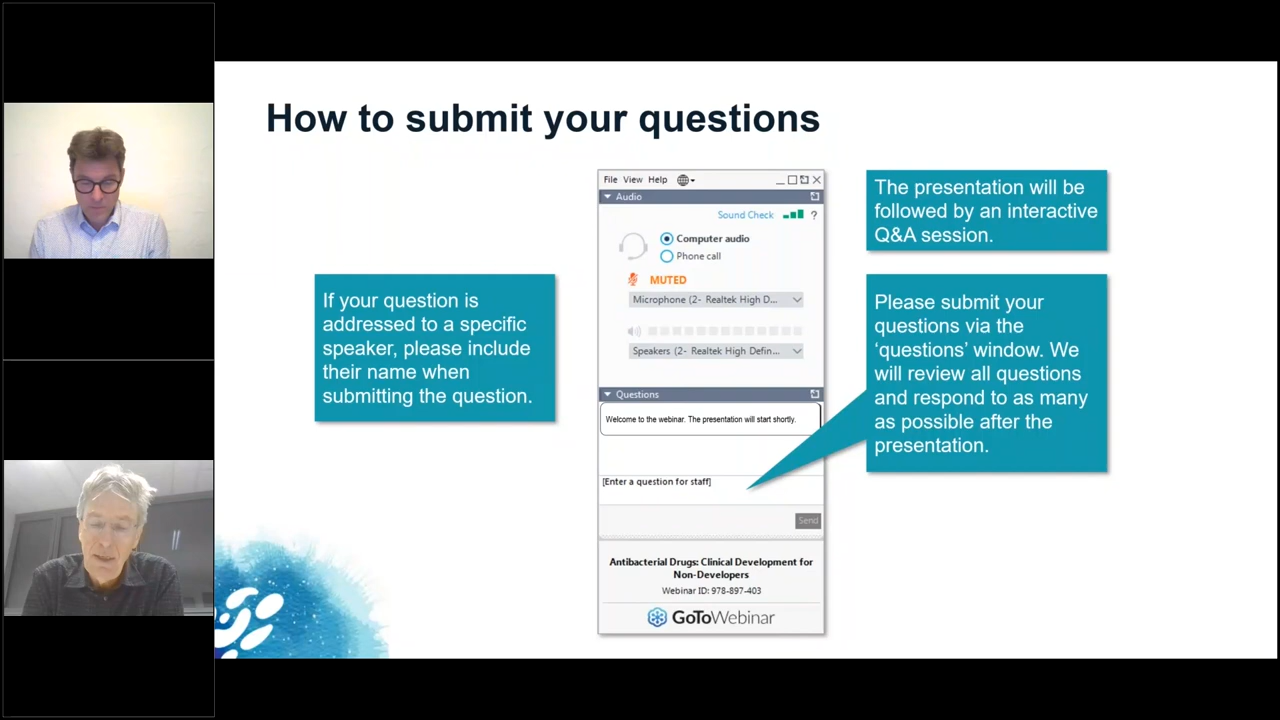 How to submit your questions
If your question is
addressed to a specific
speaker, please include
their name when
submitting the question.
File View Help
Audio
Sound Check ?
Computer audio
Phone call
MUTED
Microphone (2- Realtek High D...
Speakers (2- Realtek High Defin...
Questions
Welcome to the webinar. The presentation will start shortly.
[Enter a question for staff]
Send
Antibacterial Drugs: Clinical Development for
Non-Developers
Webinar ID: 978-897-403
GoToWebinar
The presentation will be
followed by an interactive
Q&A session.
Please submit your
questions via the
‘questions’ window. We
will review all questions
and respond to as many
as possible after the
presentation.